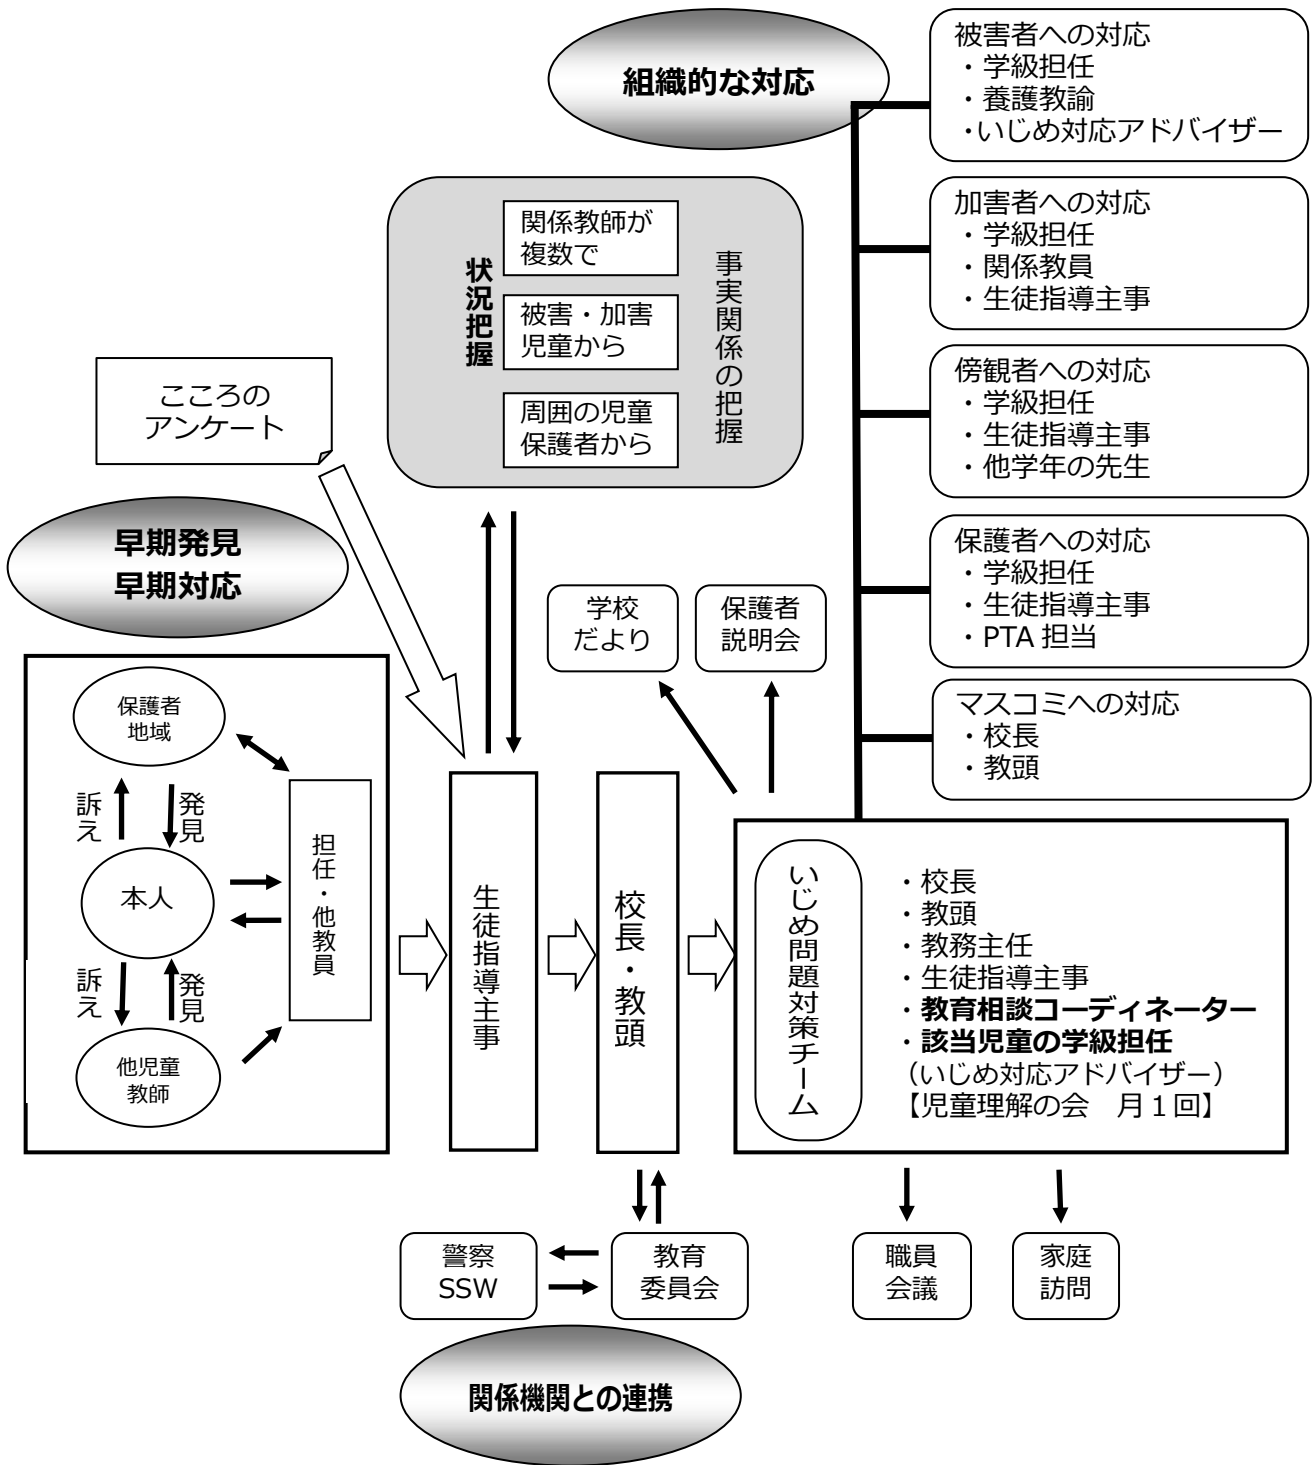 組織的な対応
被害者への対応
・学級担任
・養護教諭
・いじめ対応アドバイザー
加害者への対応
・学級担任
・関係教員
・生徒指導主事
傍観者への対応
・学級担任
・生徒指導主事
・他学年の先生
保護者への対応
・学級担任
・生徒指導主事
・PTA 担当
マスコミへの対応
・校長
・教頭
状況把握
関係教師が
複数で
被害・加害
児童から
周囲の児童
保護者から
事実関係の把握
こころの
アンケート
早期発見
早期対応
学校
だより
保護者
説明会
保護者
地域
訴え
発見
本人
訴え
発見
他児童
教師
担任・他教員
生徒指導主事
校長・教頭
いじめ問題対策チーム
・校長
・教頭
・教務主任
・生徒指導主事
・教育相談コーディネーター
・該当児童の学級担任
（いじめ対応アドバイザー）
【児童理解の会　月１回】
警察
SSW
教育
委員会
職員
会議
家庭
訪問
関係機関との連携